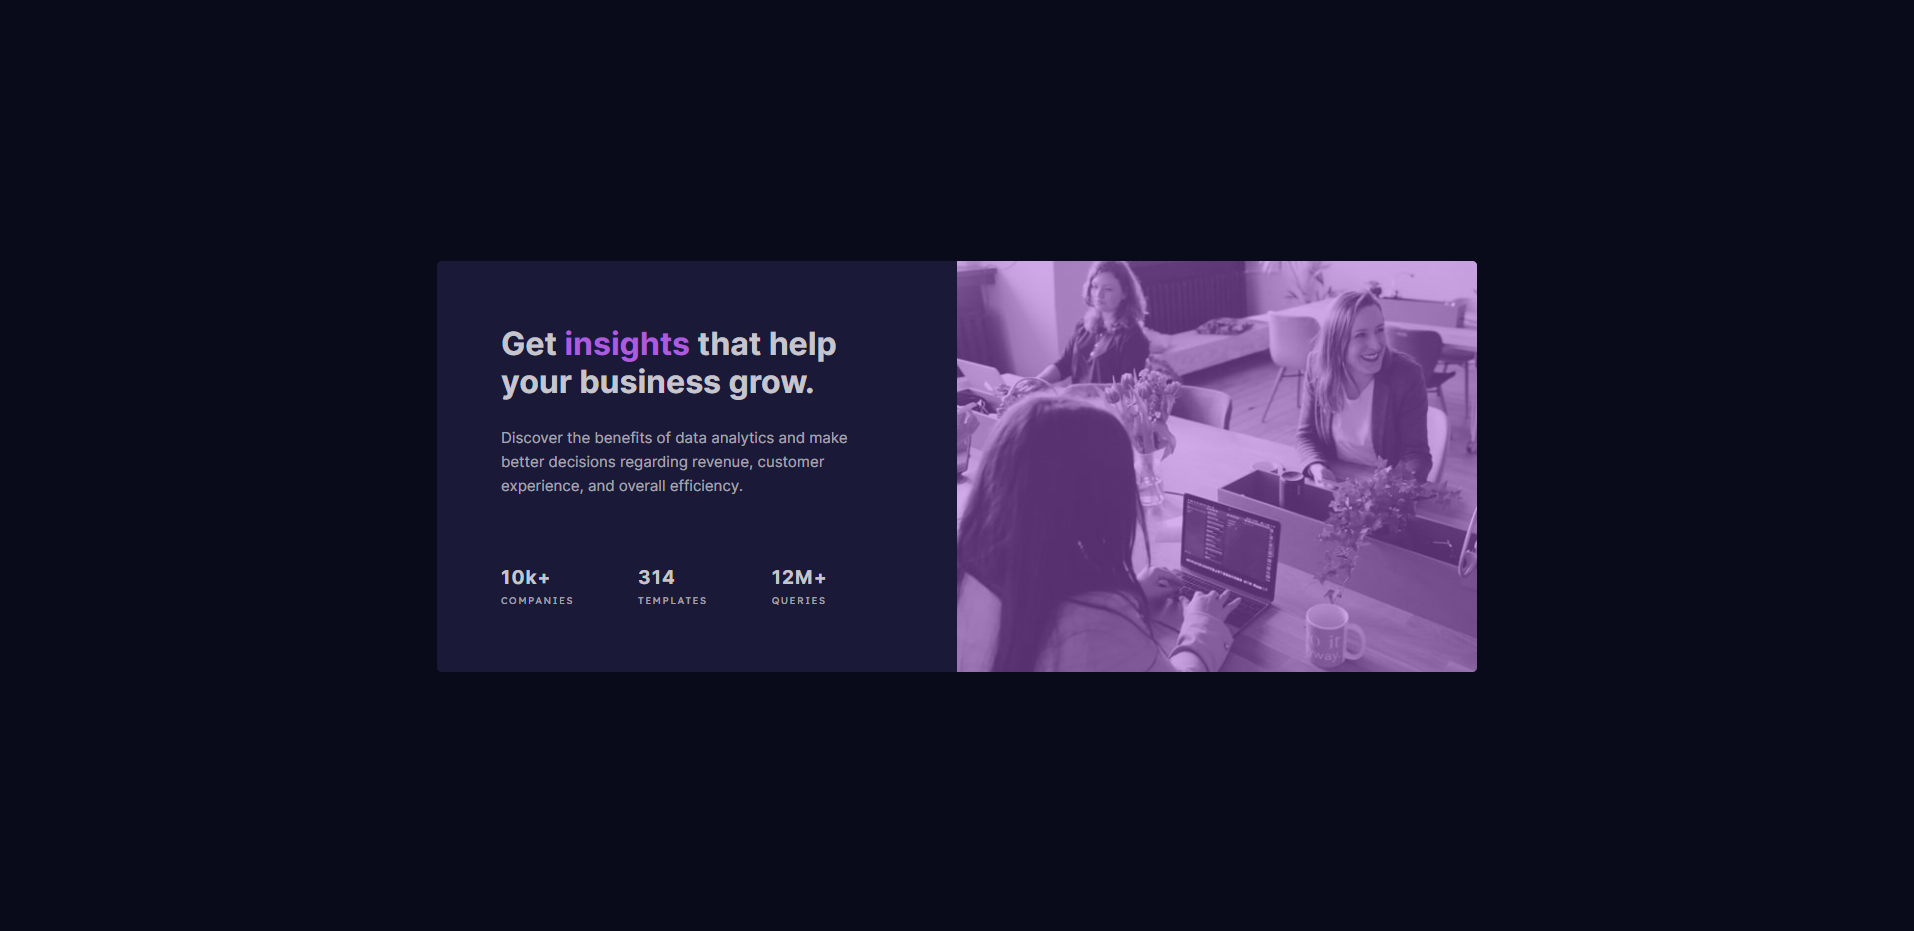 Get insights that help
your business grow.
Discover the benefits of data analytics and make
better decisions regarding revenue, customer
experience, and overall efficiency.
10k+ 314 12M+
COMPANIES TEMPLATES QUERIES